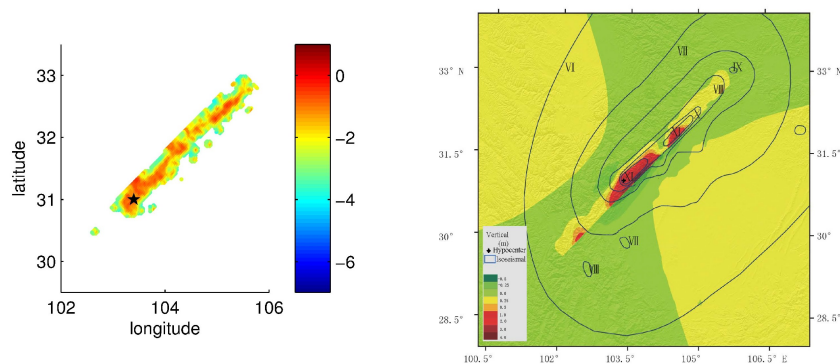 33
32
31
30
latitude
102
104
106
longitude
0
−2
−4
−6
33° N
31.5°
30°
28.5°
100.5°
102°
103.5°
105°
106.5° E
33°
31.5°
30°
28.5°
VI
VII
IX
VIII
X
XI
XI
VII
VIII
Vertical
(m)
Hypocenter
Isoseismal